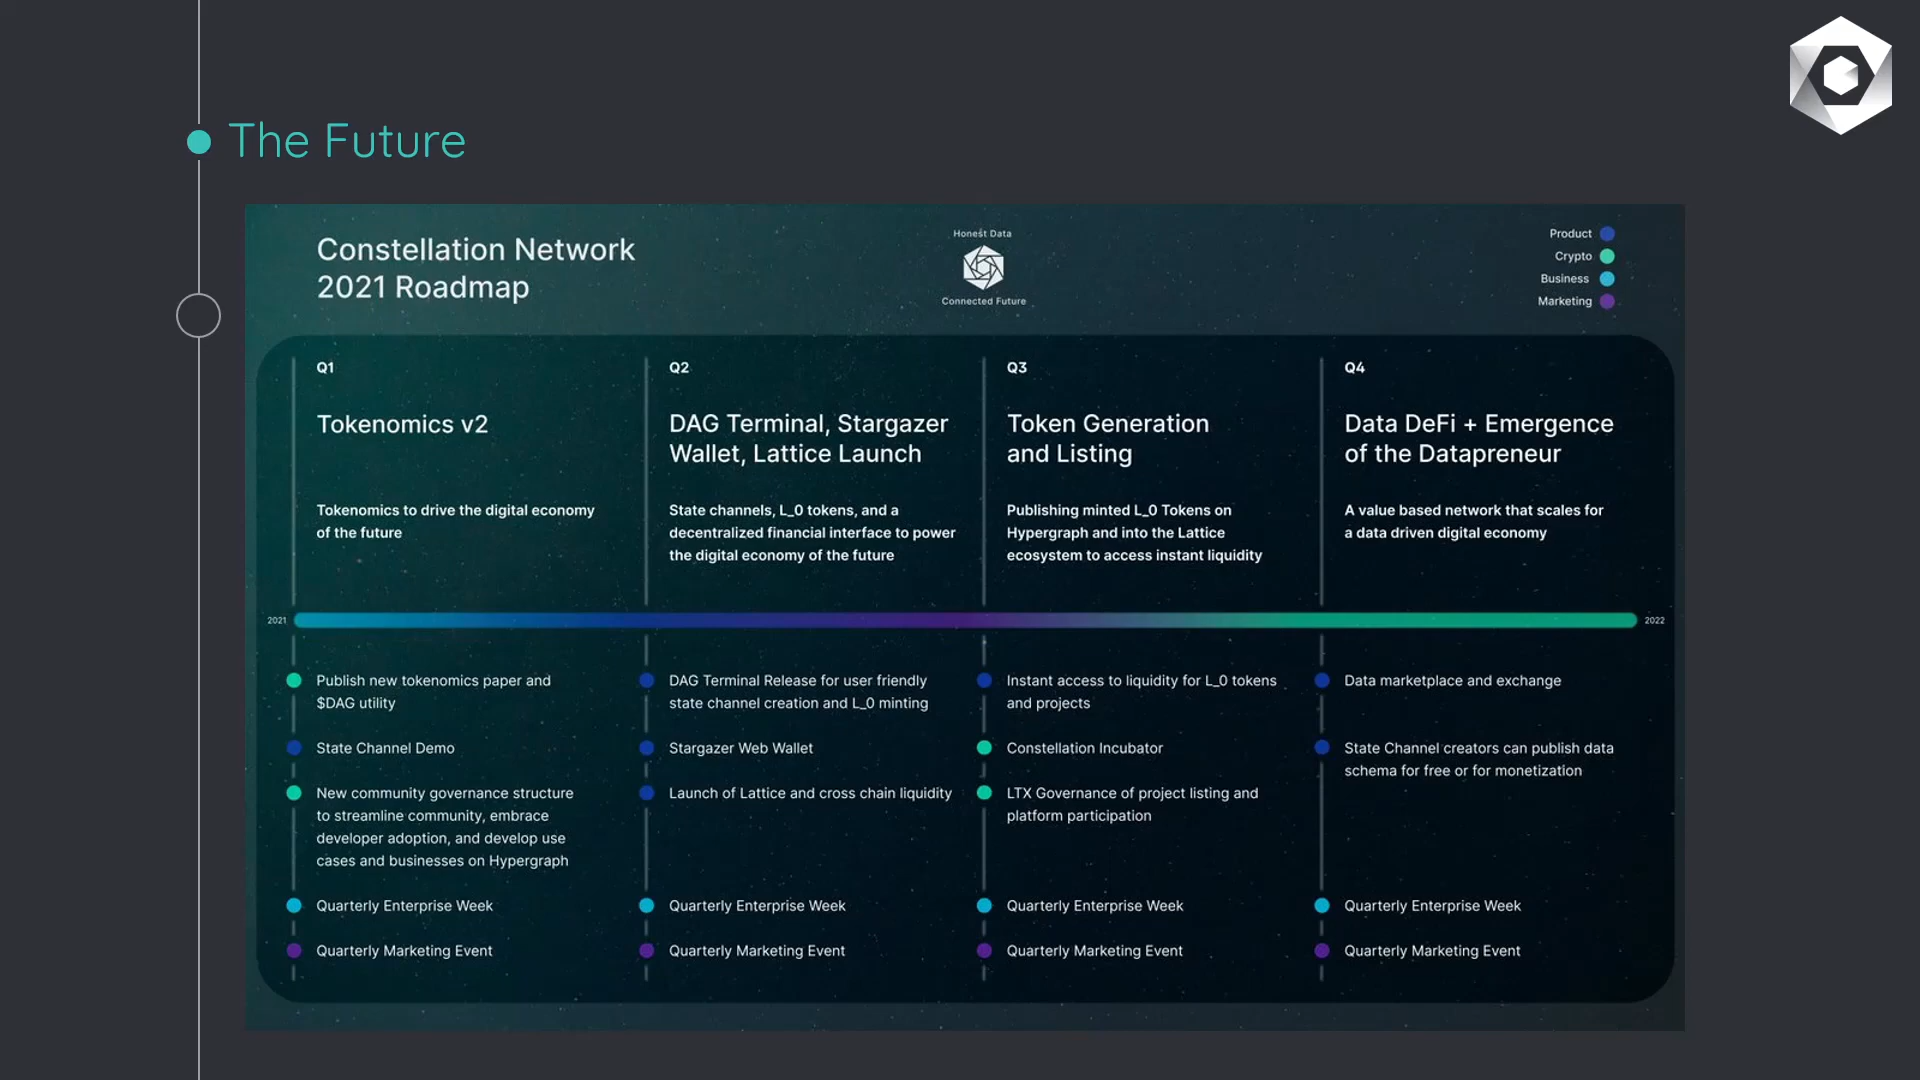 The Future
Constellation Network
2021 Roadmap
Honest Data
Connected Future
Product
Crypto
Business
Marketing
Q1
Tokenomics v2
Tokenomics to drive the digital economy
of the future
Q2
DAG Terminal, Stargazer
Wallet, Lattice Launch
State channels, L_0 tokens, and a
decentralized financial interface to power
the digital economy of the future
Q3
Token Generation
and Listing
Publishing minted L_0 Tokens on
Hypergraph and into the Lattice
ecosystem to access instant liquidity
Q4
Data DeFi + Emergence
of the Datapreneur
A value based network that scales for
a data driven digital economy
2021
2022
Publish new tokenomics paper and
$DAG utility
State Channel Demo
New community governance structure
to streamline community, embrace
developer adoption, and develop use
cases and businesses on Hypergraph
Quarterly Enterprise Week
Quarterly Marketing Event
DAG Terminal Release for user friendly
state channel creation and L_0 minting
Stargazer Web Wallet
Launch of Lattice and cross chain liquidity
Quarterly Enterprise Week
Quarterly Marketing Event
Instant access to liquidity for L_0 tokens
and projects
Constellation Incubator
LTX Governance of project listing and
platform participation
Quarterly Enterprise Week
Quarterly Marketing Event
Data marketplace and exchange
State Channel creators can publish data
schema for free or for monetization
Quarterly Enterprise Week
Quarterly Marketing Event